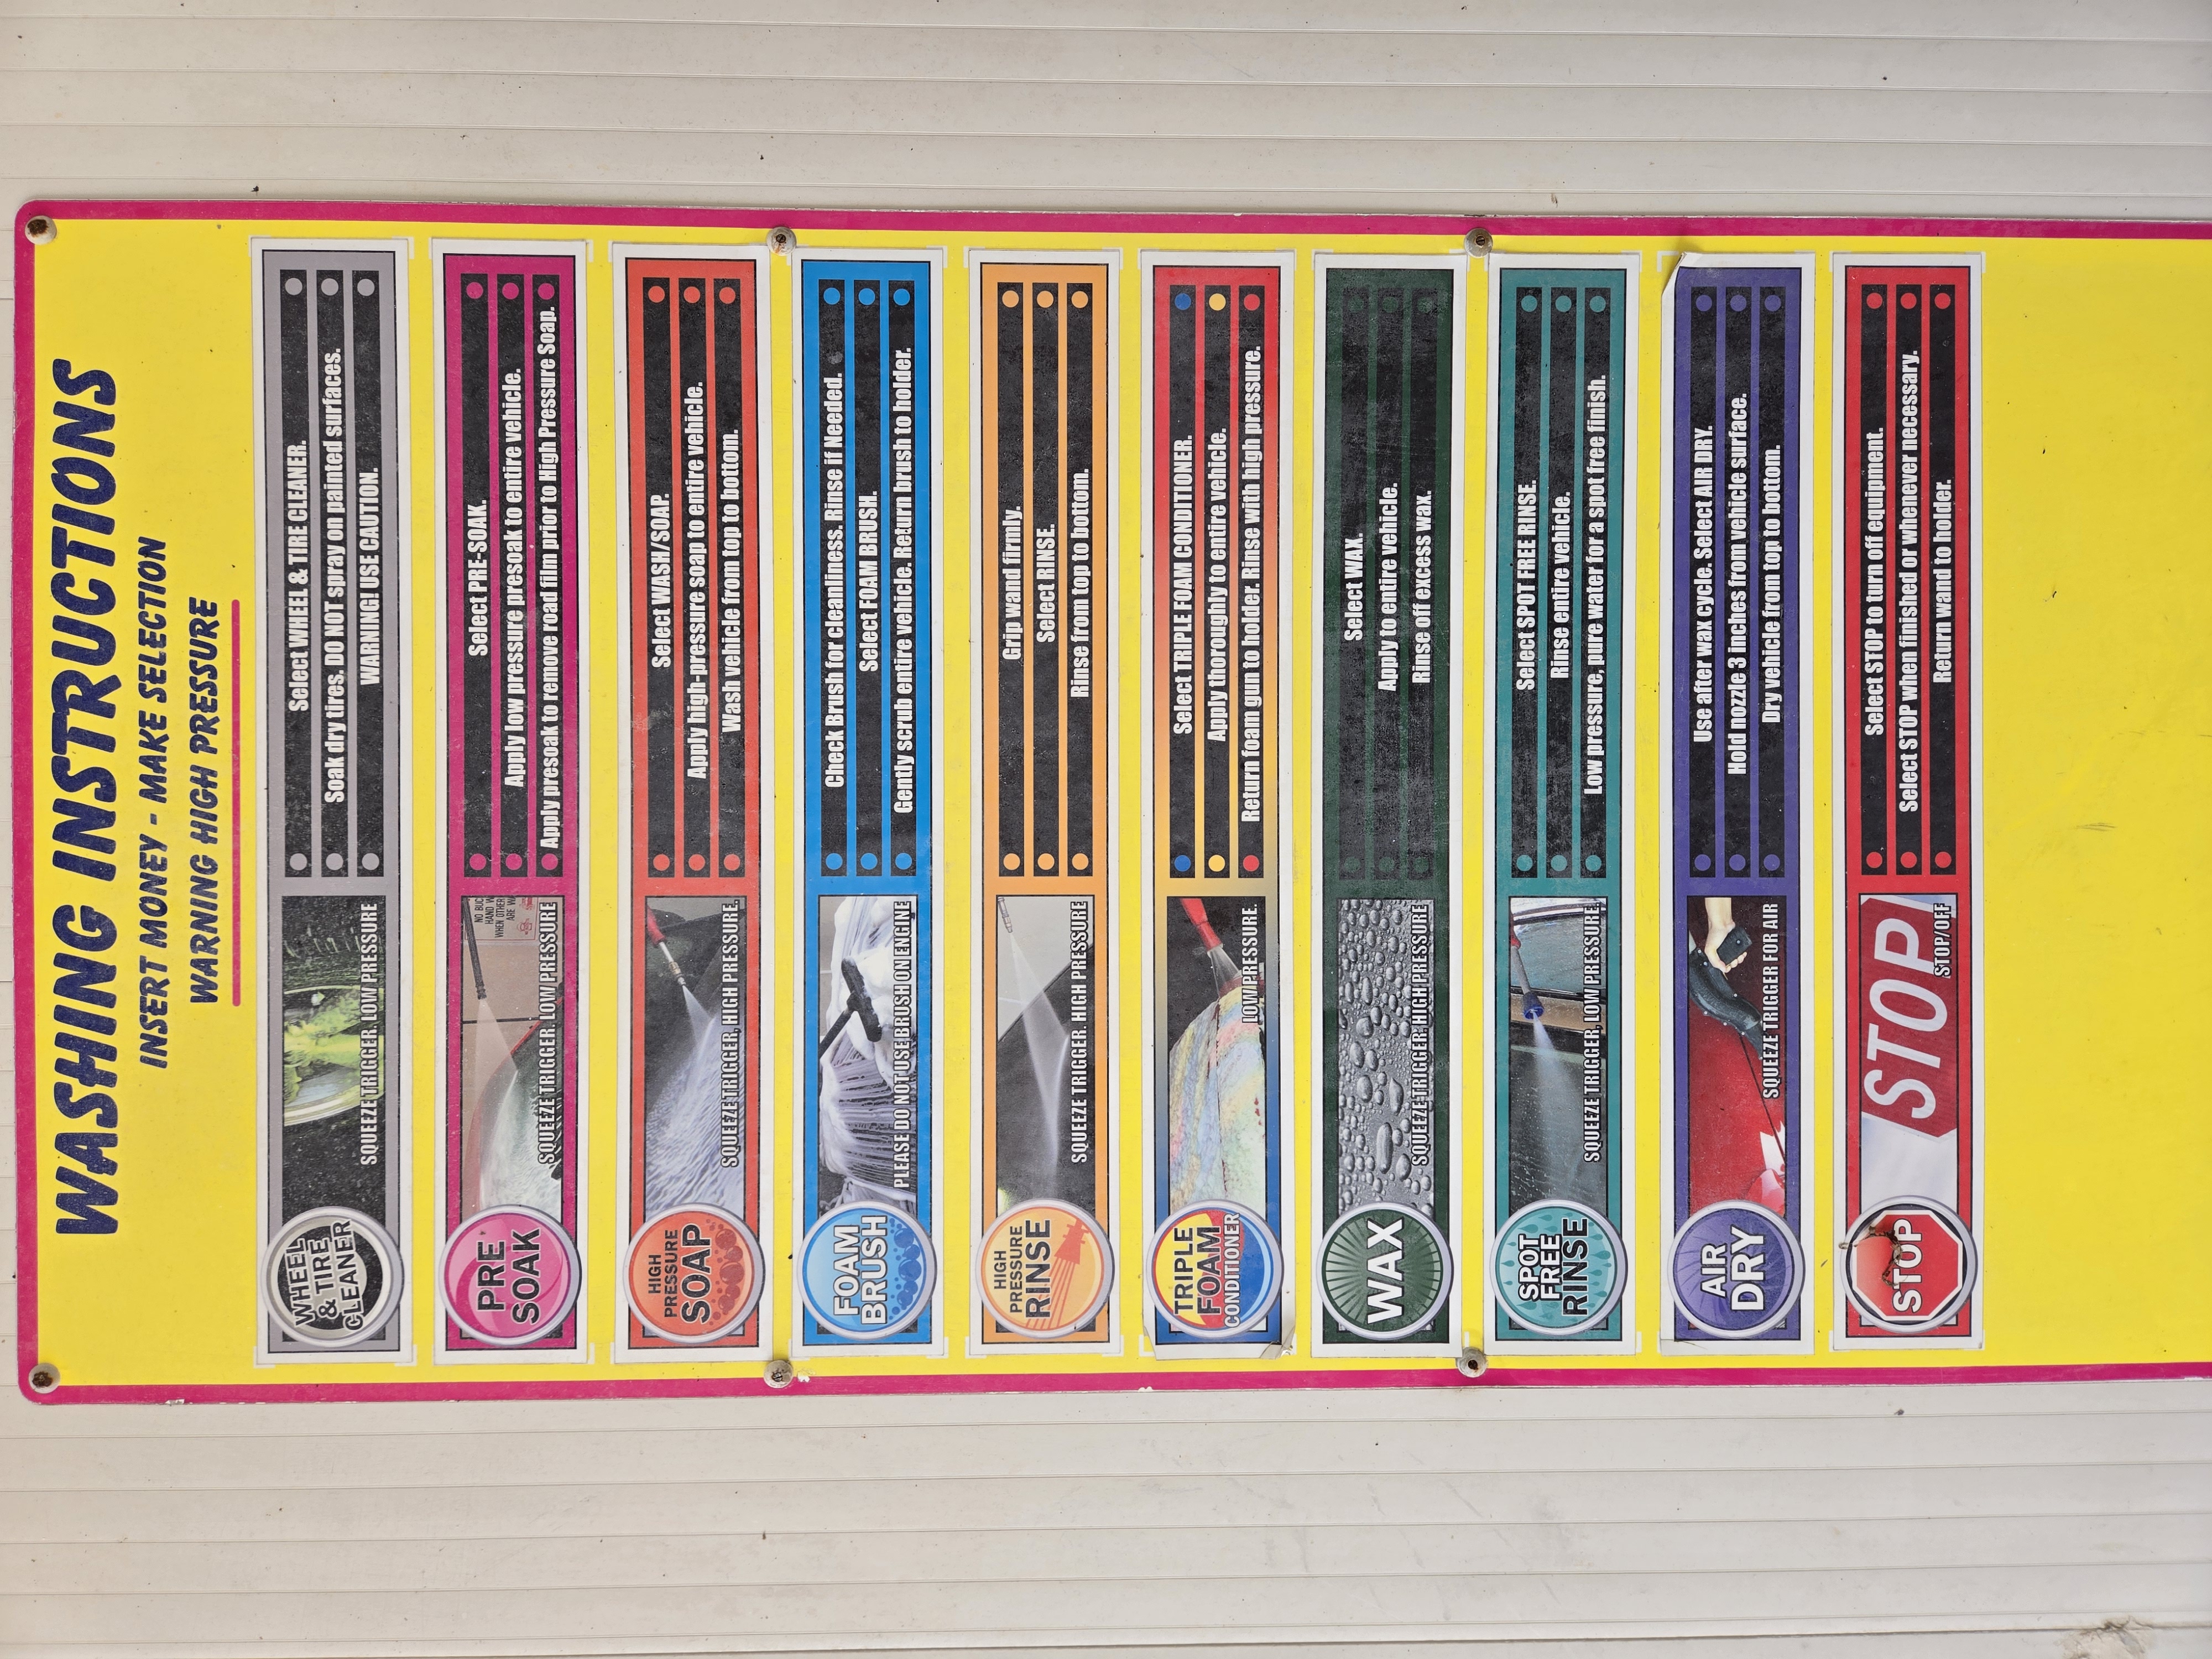 WASHING INSTRUCTIONS
INSERT MONEY - MAKE SELECTION
WARNING HIGH PRESSURE
WHEEL
& TIRE
CLEANER
SQUEEZE TRIGGER. LOW PRESSURE
Select WHEEL & TIRE CLEANER.
Soak dry tires. DO NOT spray on painted surfaces.
WARNING! USE CAUTION.
PRE
SOAK
NO BUC
HAND W
WHEN OTHER
ARE WA
SQUEEZE TRIGGER. LOW PRESSURE
Select PRE-SOAK.
Apply low pressure presoak to entire vehicle.
Apply presoak to remove road film prior to High Pressure Soap.
HIGH
PRESSURE
SOAP
SQUEEZE TRIGGER, HIGH PRESSURE.
Select WASH/SOAP.
Apply high-pressure soap to entire vehicle.
Wash vehicle from top to bottom.
FOAM
BRUSH
PLEASE DO NOT USE BRUSH ON ENGINE
Check Brush for cleanliness. Rinse if Needed.
Select FOAM BRUSH.
Gently scrub entire vehicle. Return brush to holder.
HIGH
PRESSURE
RINSE
SQUEEZE TRIGGER. HIGH PRESSURE
Grip wand firmly.
Select RINSE.
Rinse from top to bottom.
TRIPLE
FOAM
CONDITIONER
LOW PRESSURE.
Select TRIPLE FOAM CONDITIONER.
Apply thoroughly to entire vehicle.
Return foam gun to holder. Rinse with high pressure.
WAX
SQUEEZE TRIGGER. HIGH PRESSURE
Select WAX.
Apply to entire vehicle.
Rinse off excess wax.
SPOT
FREE
RINSE
SQUEEZE TRIGGER, LOW PRESSURE.
Select SPOT FREE RINSE.
Rinse entire vehicle.
Low pressure, pure water for a spot free finish.
AIR
DRY
SQUEEZE TRIGGER FOR AIR
Use after wax cycle. Select AIR DRY.
Hold nozzle 3 inches from vehicle surface.
Dry vehicle from top to bottom.
STOP
STOP
STOP/OFF
Select STOP to turn off equipment.
Select STOP when finished or whenever necessary.
Return wand to holder.